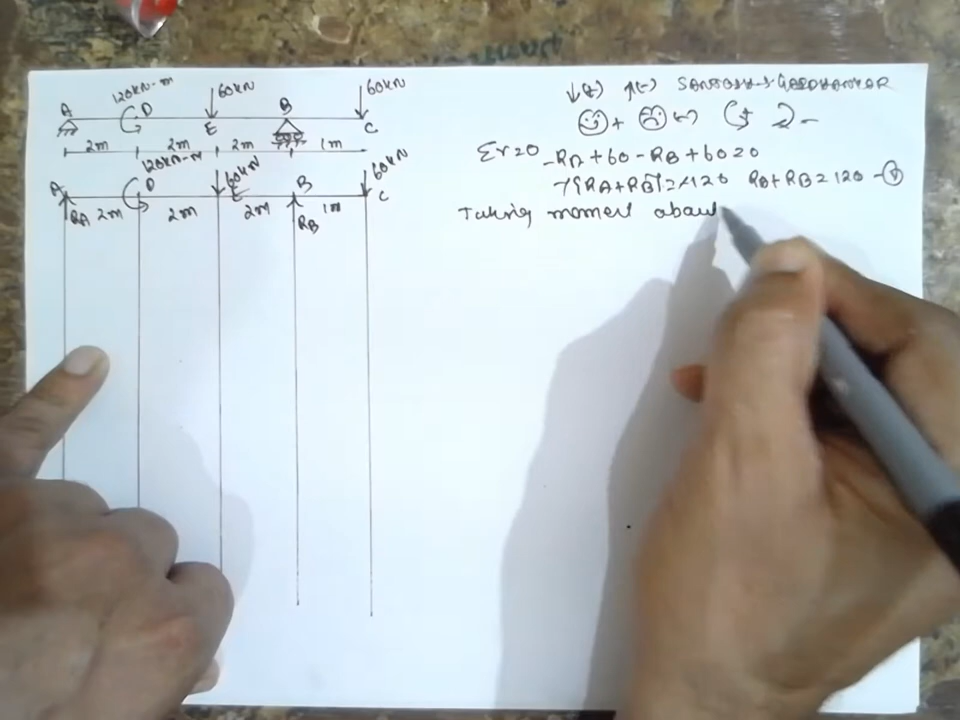 120kN-m
60kN
60kN
A
D
E
B
C
2m 2m 2m 1m
120kN-m
60kN
60kN
A
D
E
B
C
RA 2m 2m 2m RB 1m
↓(+) ↑(-)
+ (-) + -
Σv=0 -RA+60-RB+60=0
RA+RB=120 -①
Taking moment about